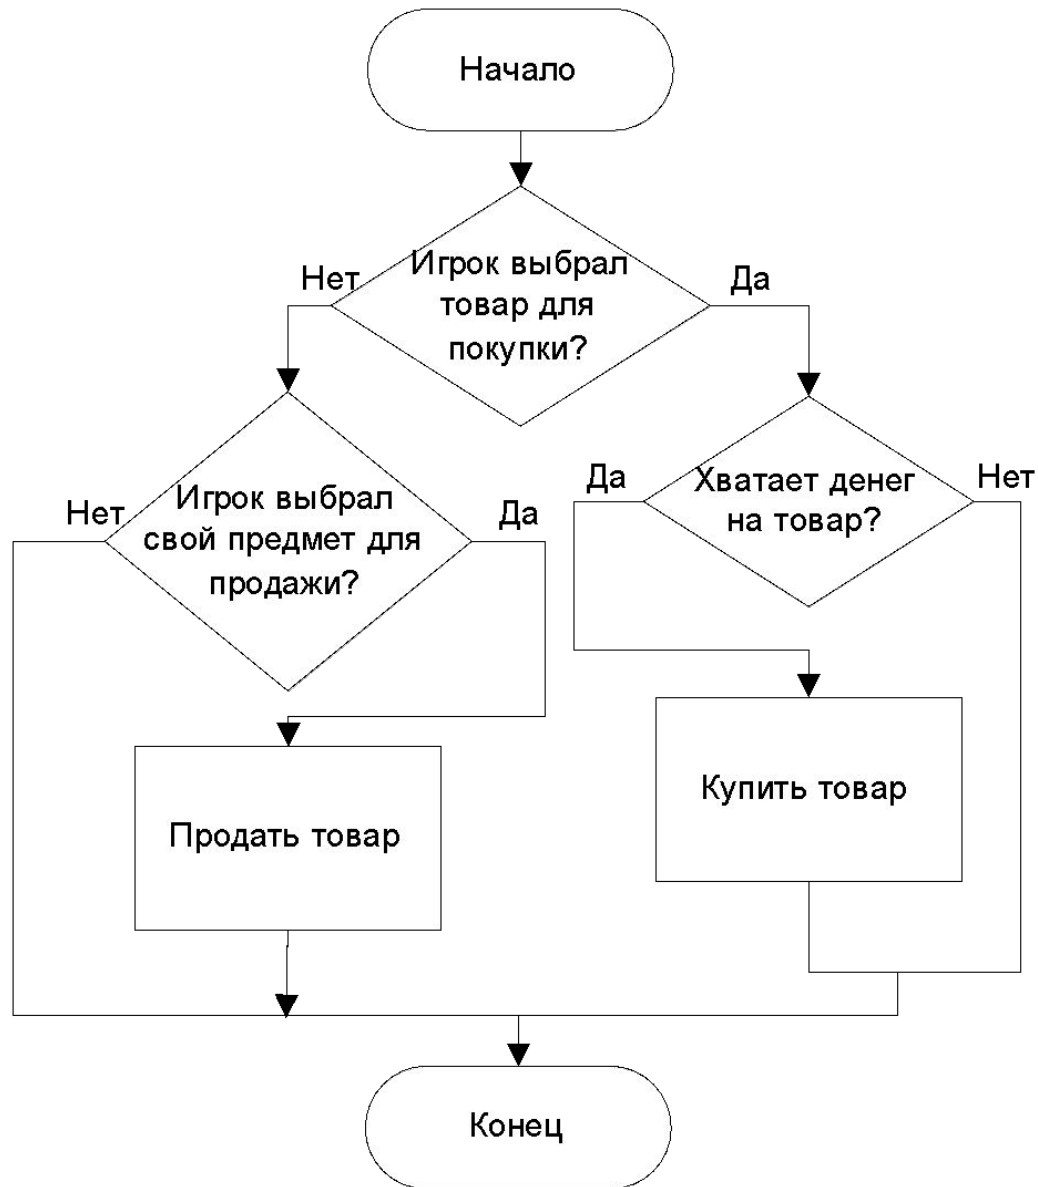 Начало
Игрок выбрал
товар для
покупки?
Нет
Да
Игрок выбрал
свой предмет для
продажи?
Нет
Да
Хватает денег
на товар?
Да
Нет
Продать товар
Купить товар
Конец